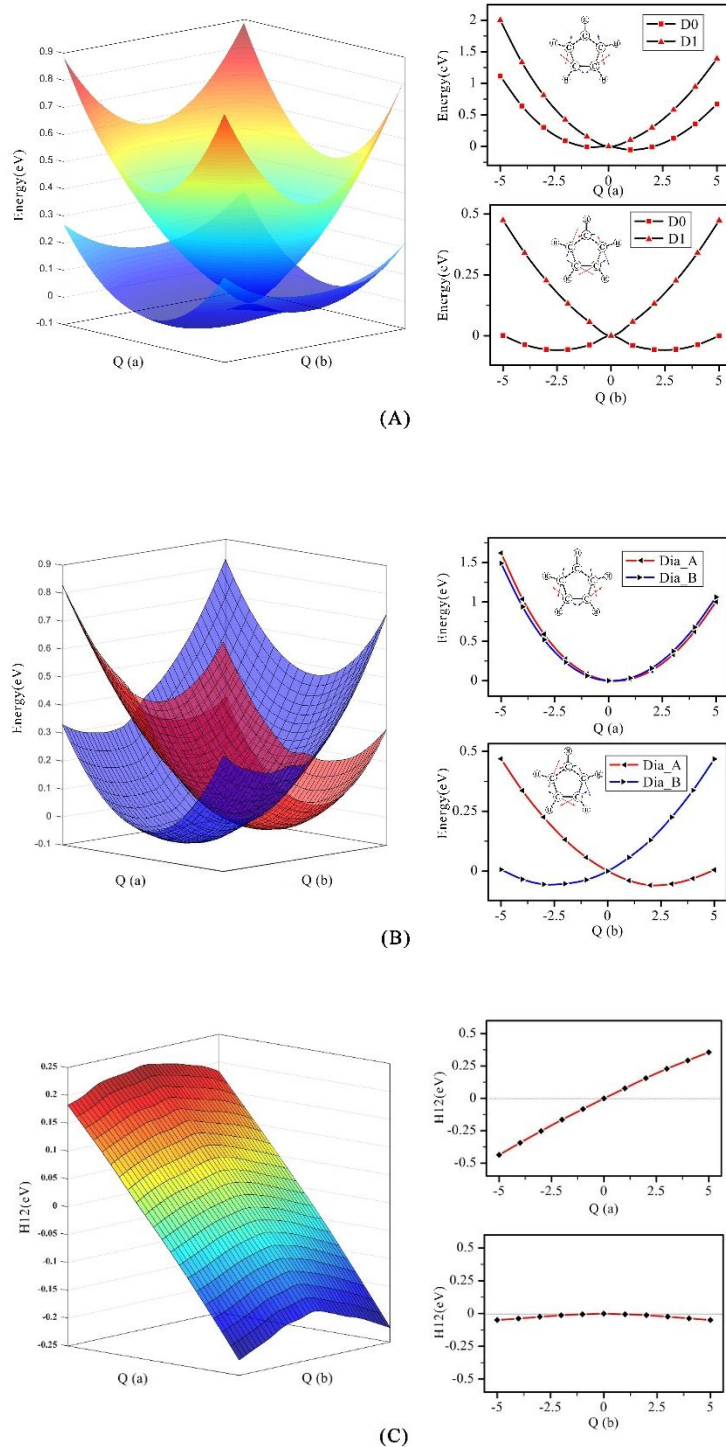 0.9
0.8
0.7
0.6
0.5
0.4
0.3
0.2
0.1
0
-0.1
Energy(eV)
Q (a)
Q (b)
2
1.5
1
0.5
0
Energy(eV)
D0
D1
-5
-2.5
0
2.5
5
Q (a)
0.5
0.25
0
Energy(eV)
D0
D1
-5
-2.5
0
2.5
5
Q (b)
(A)
0.9
0.8
0.7
0.6
0.5
0.4
0.3
0.2
0.1
0
-0.1
Energy(eV)
Q (a)
Q (b)
1.5
1
0.5
0
Energy(eV)
Dia_A
Dia_B
-5
-2.5
0
2.5
5
Q (a)
0.5
0.25
0
Energy(eV)
Dia_A
Dia_B
-5
-2.5
0
2.5
5
Q (b)
(B)
0.25
0.2
0.15
0.1
0.05
0
-0.05
-0.1
-0.15
-0.2
-0.25
H12(eV)
Q (a)
Q (b)
0.5
0.25
0
-0.25
-0.5
H12(eV)
-5
-2.5
0
2.5
5
Q (a)
0.5
0.25
0
-0.25
-0.5
H12(eV)
-5
-2.5
0
2.5
5
Q (b)
(C)